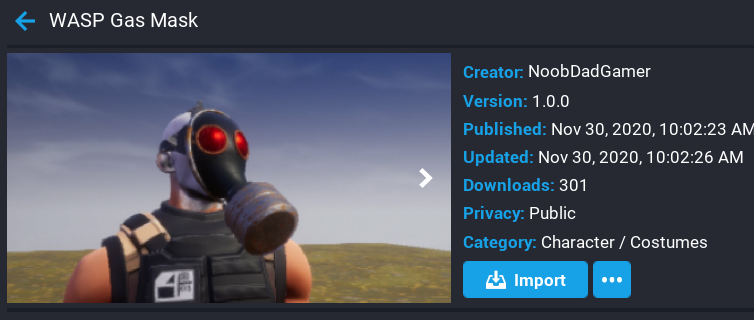 WASP Gas Mask
Creator: NoobDadGamer
Version: 1.0.0
Published: Nov 30, 2020, 10:02:23 AM
Updated: Nov 30, 2020, 10:02:26 AM
Downloads: 301
Privacy: Public
Category: Character / Costumes
Import